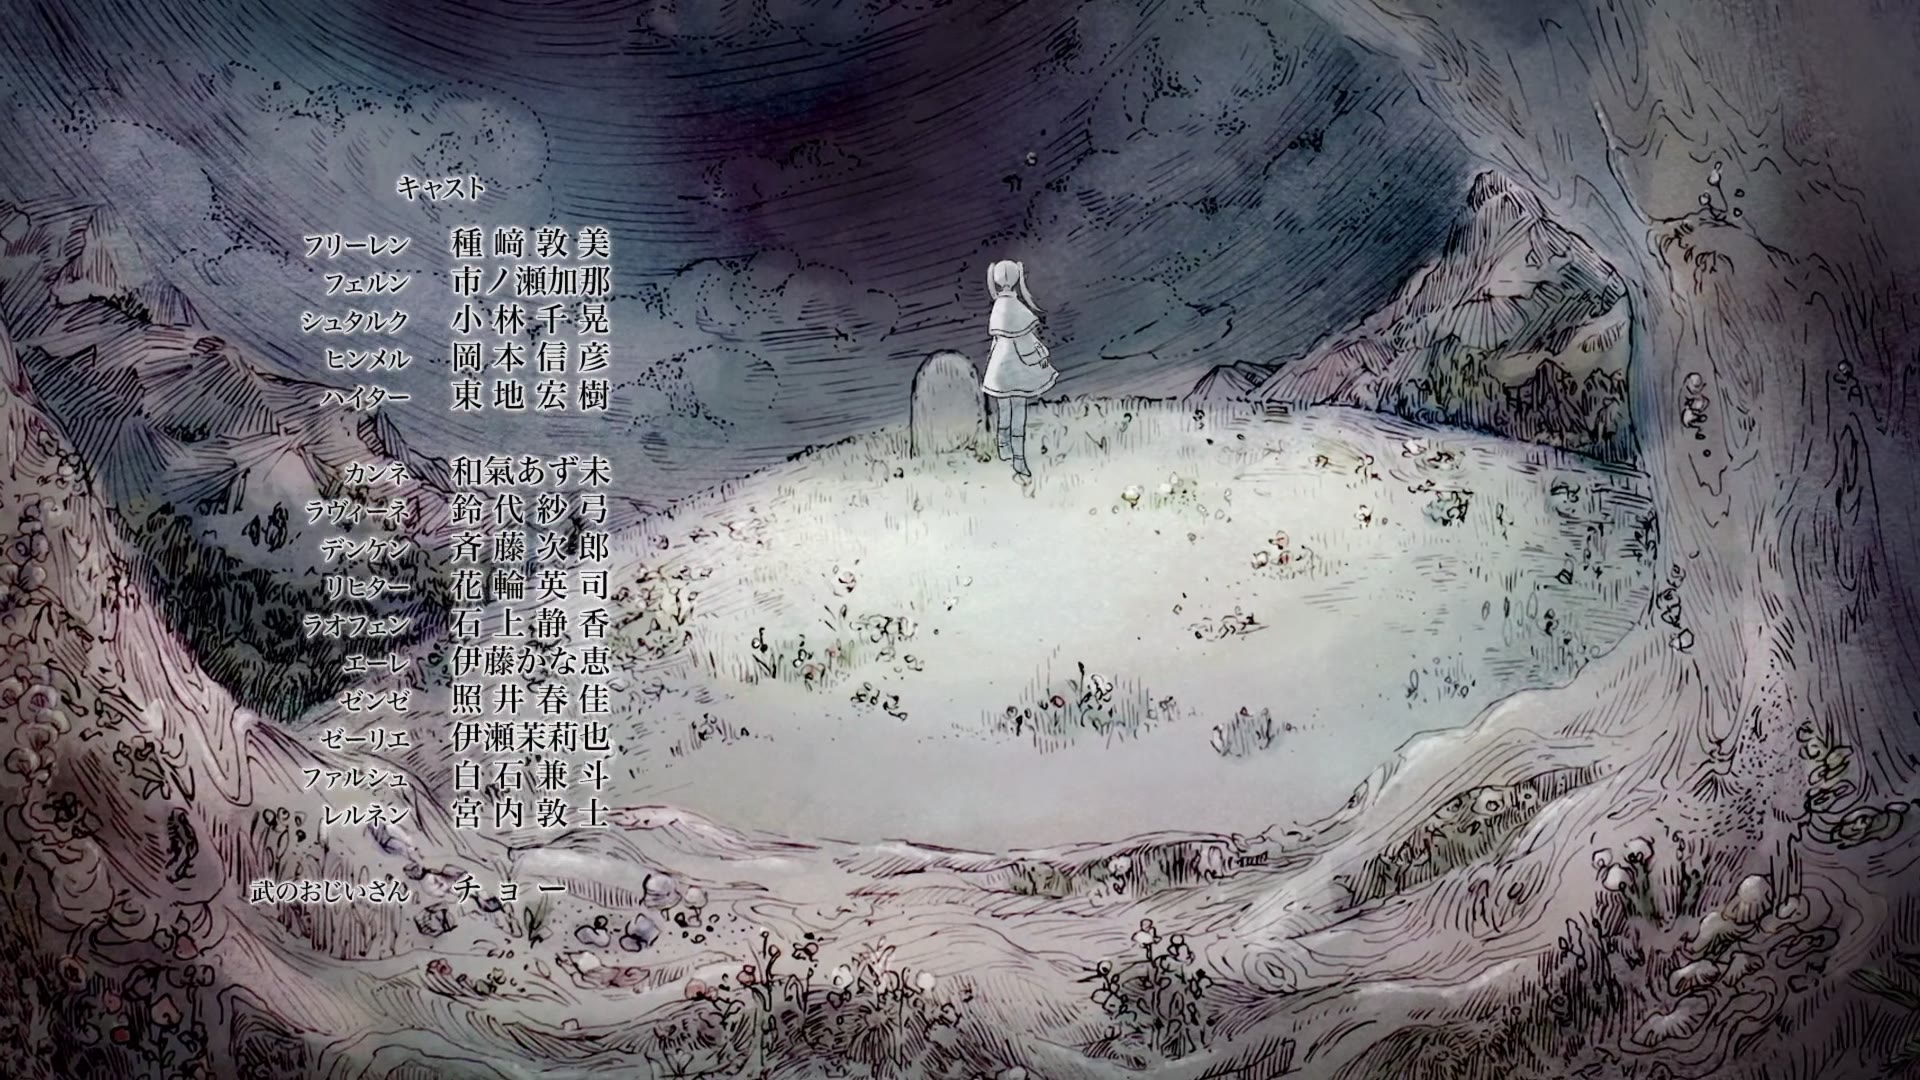 キャスト
フリーレン 種﨑敦美
フェルン 市ノ瀬加那
シュタルク 小林千晃
ヒンメル 岡本信彦
ハイター 東地宏樹
カンネ 和氣あず未
ラヴィーネ 鈴代紗弓
デンケン 斉藤次郎
リヒター 花輪英司
ラオフェン 石上静香
エーレ 伊藤かな恵
ゼンゼ 照井春佳
ゼーリエ 伊瀬茉莉也
ファルシュ 白石兼斗
レルネン 宮内敦士
武のおじいさん チョー